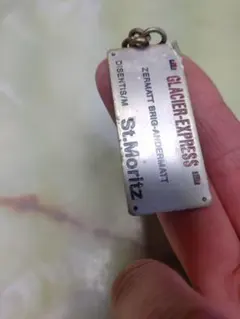 GLACIER-EXPRESS
ZERMATT BRIG-ANDERMATT
DISENTIS/M St.Moritz